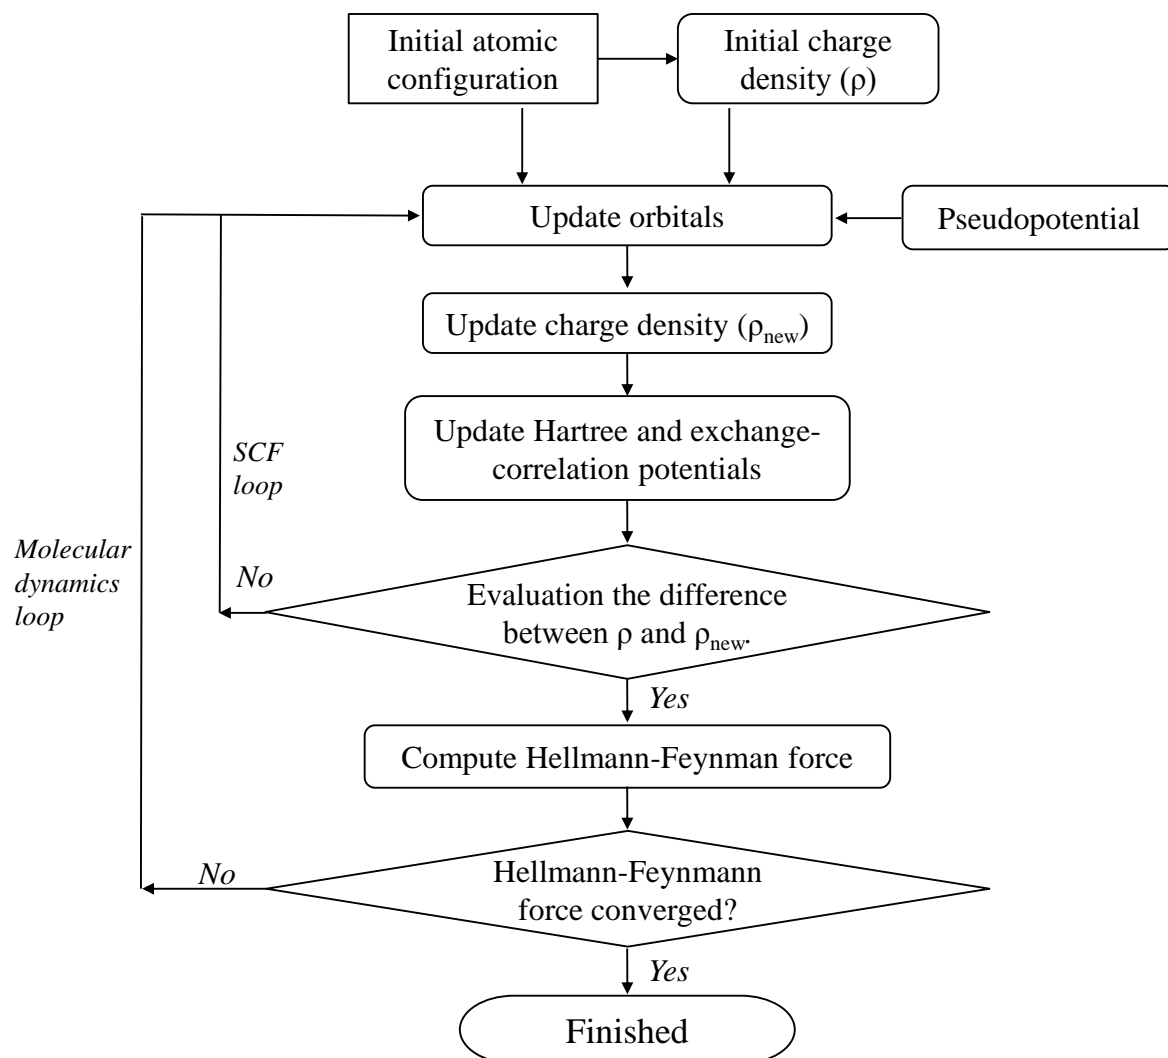 Initial atomic
configuration
Initial charge
density (ρ)
Update orbitals
Pseudopotential
Update charge density (ρnew)
Update Hartree and exchange-
correlation potentials
SCF
loop
Molecular
dynamics
loop
No
Evaluation the difference
between ρ and ρnew.
Yes
Compute Hellmann-Feynman force
No
Hellmann-Feynmann
force converged?
Yes
Finished